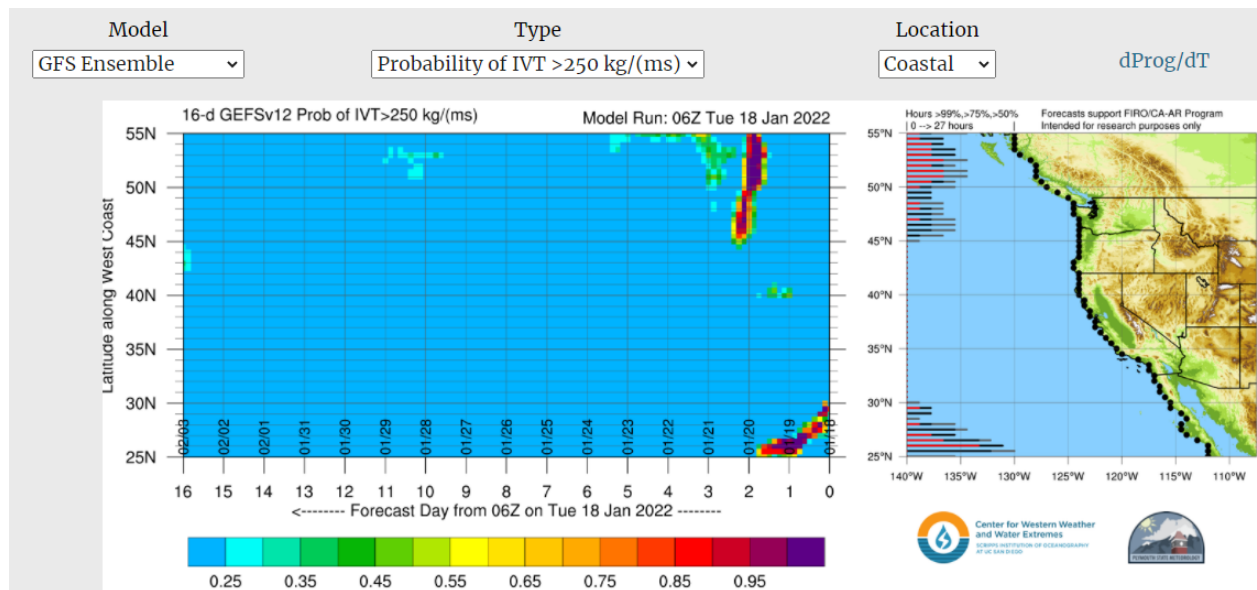 Model
Type
Location
GFS Ensemble
Probability of IVT >250 kg/(ms)
Coastal
dProg/dT
16-d GEFSv12 Prob of IVT>250 kg/(ms)
Model Run: 06Z Tue 18 Jan 2022
Hours >99%,>75%,>50%
| 0 --> 27 hours |
Forecasts support FIRO/CA-AR Program
Intended for research purposes only
Latitude along West Coast
55N
50N
45N
40N
35N
30N
25N
02/03 02/02 02/01 01/31 01/30 01/29 01/28 01/27 01/26 01/25 01/24 01/23 01/22 01/21 01/20 01/19 01/18
16 15 14 13 12 11 10 9 8 7 6 5 4 3 2 1 0
<-------- Forecast Day from 06Z on Tue 18 Jan 2022 --------
0.25 0.35 0.45 0.55 0.65 0.75 0.85 0.95
55°N
50°N
45°N
40°N
35°N
30°N
25°N
140°W 135°W 130°W 125°W 120°W 115°W 110°W
Center for Western Weather
and Water Extremes
SCRIPPS INSTITUTION OF OCEANOGRAPHY
AT UC SAN DIEGO
PLYMOUTH STATE METEOROLOGY